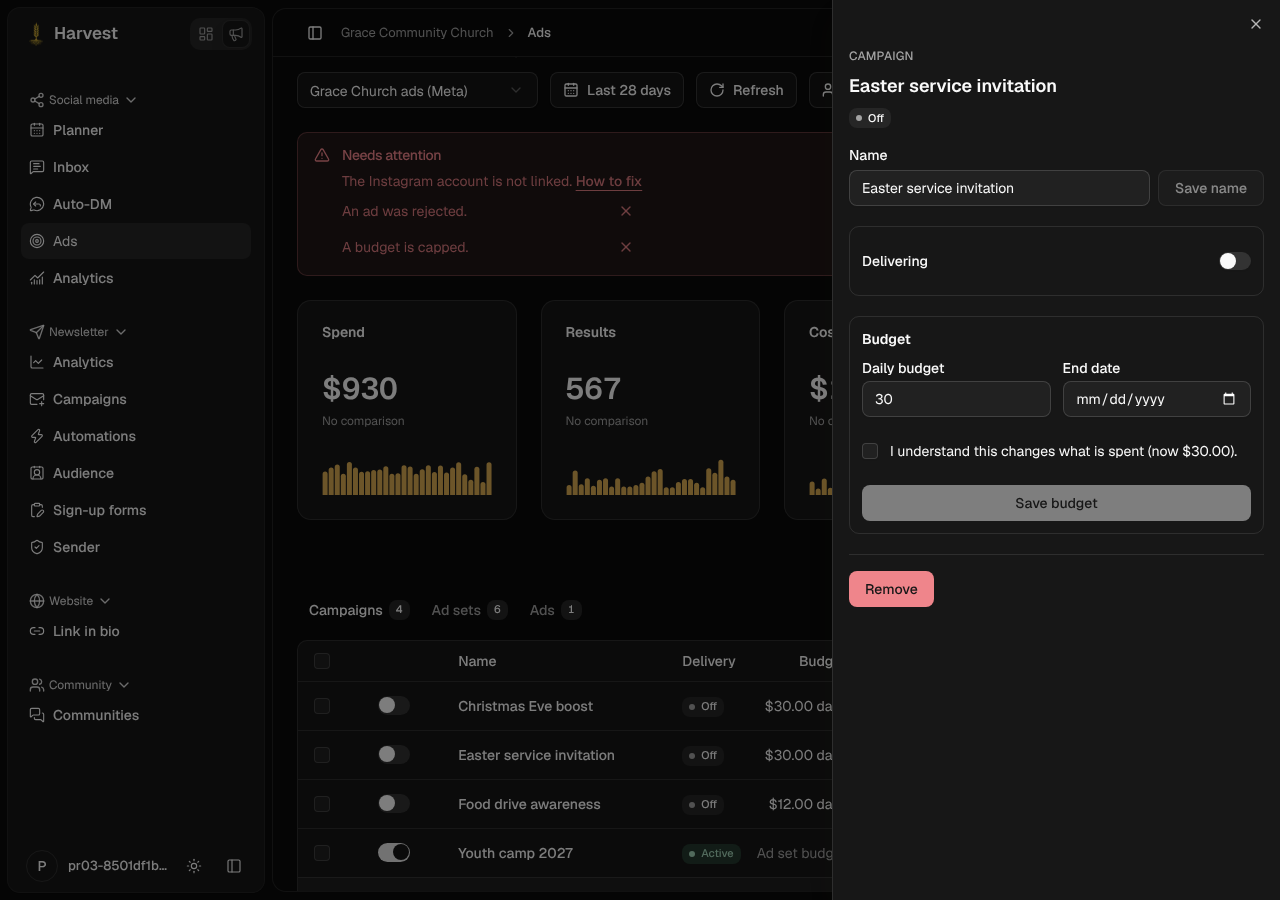 Harvest
Social media
Planner
Inbox
Auto-DM
Ads
Analytics
Newsletter
Analytics
Campaigns
Automations
Audience
Sign-up forms
Sender
Website
Link in bio
Community
Communities
P pr03-8501df1b...
Grace Community Church > Ads
Grace Church ads (Meta) Last 28 days Refresh
Needs attention
The Instagram account is not linked. How to fix
An ad was rejected.
A budget is capped.
Spend
$930
No comparison
Results
567
No comparison
Campaigns 4 Ad sets 6 Ads 1
Name Delivery
Christmas Eve boost Off $30.00
Easter service invitation Off $30.00
Food drive awareness Off $12.00
Youth camp 2027 Active Ad set
CAMPAIGN
Easter service invitation
Off
Name
Easter service invitation Save name
Delivering
Budget
Daily budget End date
30 mm/dd/yyyy
I understand this changes what is spent (now $30.00).
Save budget
Remove